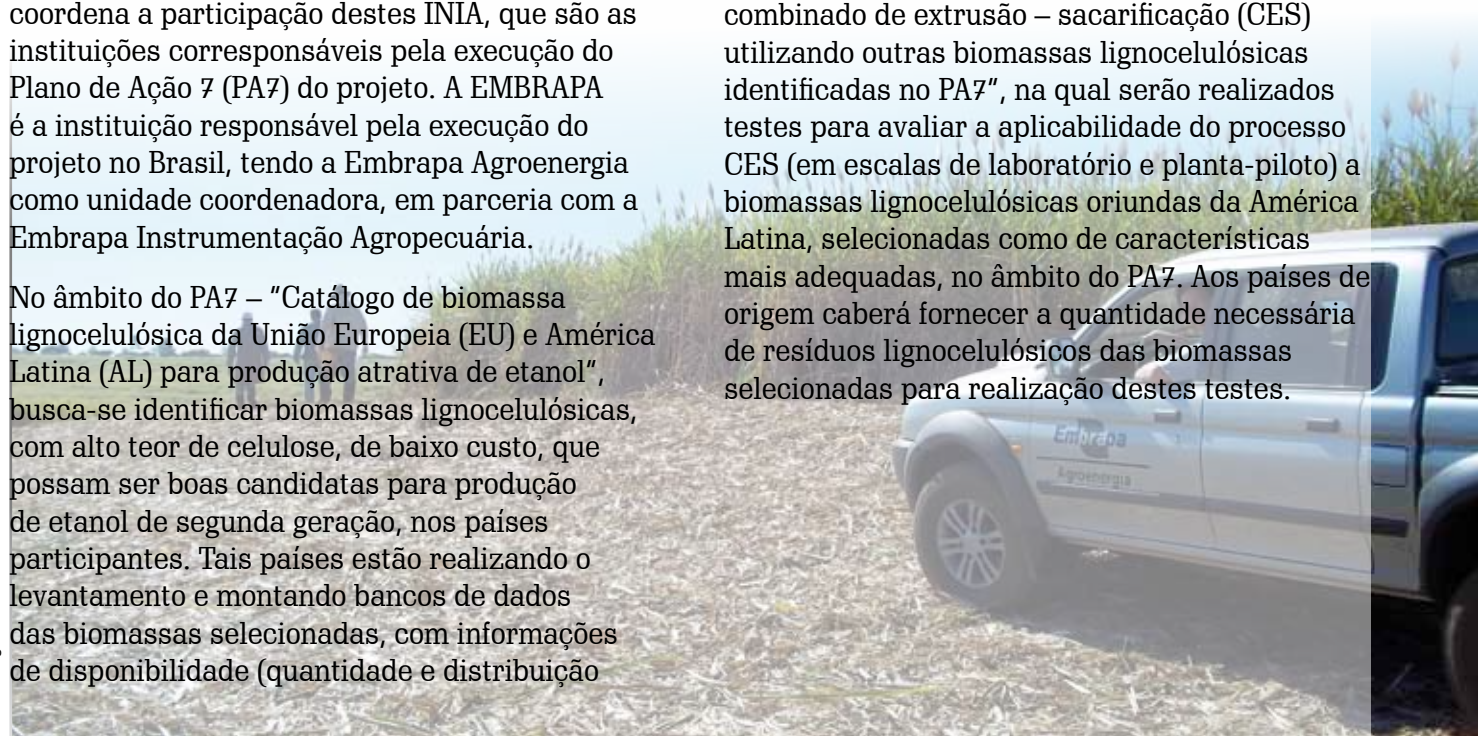 coordena a participação destes INIA, que são as
instituições corresponsáveis pela execução do
Plano de Ação 7 (PA7) do projeto. A EMBRAPA
é a instituição responsável pela execução do
projeto no Brasil, tendo a Embrapa Agroenergia
como unidade coordenadora, em parceria com a
Embrapa Instrumentação Agropecuária.
No âmbito do PA7 – "Catálogo de biomassa
lignocelulósica da União Europeia (EU) e América
Latina (AL) para produção atrativa de etanol",
busca-se identificar biomassas lignocelulósicas,
com alto teor de celulose, de baixo custo, que
possam ser boas candidatas para produção
de etanol de segunda geração, nos países
participantes. Tais países estão realizando o
levantamento e montando bancos de dados
das biomassas selecionadas, com informações
de disponibilidade (quantidade e distribuição
combinado de extrusão – sacarificação (CES)
utilizando outras biomassas lignocelulósicas
identificadas no PA7", na qual serão realizados
testes para avaliar a aplicabilidade do processo
CES (em escalas de laboratório e planta-piloto) a
biomassas lignocelulósicas oriundas da América
Latina, selecionadas como de características
mais adequadas, no âmbito do PA7. Aos países de
origem caberá fornecer a quantidade necessária
de resíduos lignocelulósicos das biomassas
selecionadas para realização destes testes.
Embrapa
Agroenergia